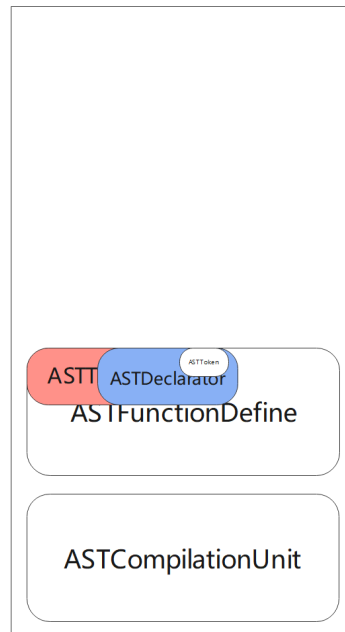 ASTToken
ASTT
ASTDeclarator
ASTFunctionDefine
ASTCompilationUnit